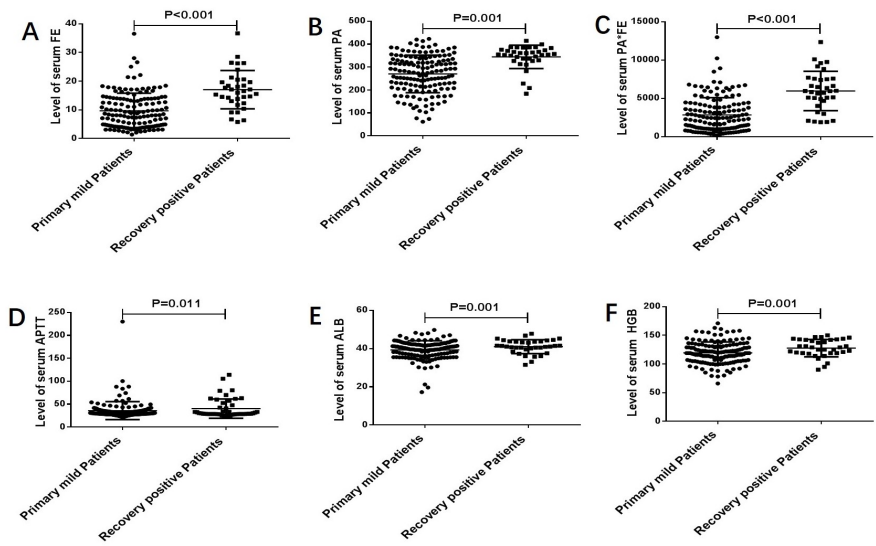 A
P<0.001
Level of serum FE
40
30
20
10
0
Primary mild Patients
Recovery positive Patients
B
P=0.001
Level of serum PA
500
400
300
200
100
0
Primary mild Patients
Recovery positive Patients
C
P<0.001
Level of serum PA*FE
15000
10000
5000
0
Primary mild Patients
Recovery positive Patients
D
P=0.011
Level of serum APTT
250
200
150
100
50
0
Primary mild Patients
Recovery positive Patients
E
P=0.001
Level of serum ALB
60
40
20
0
Primary mild Patients
Recovery positive Patients
F
P=0.001
Level of serum HGB
200
150
100
50
0
Primary mild Patients
Recovery positive Patients